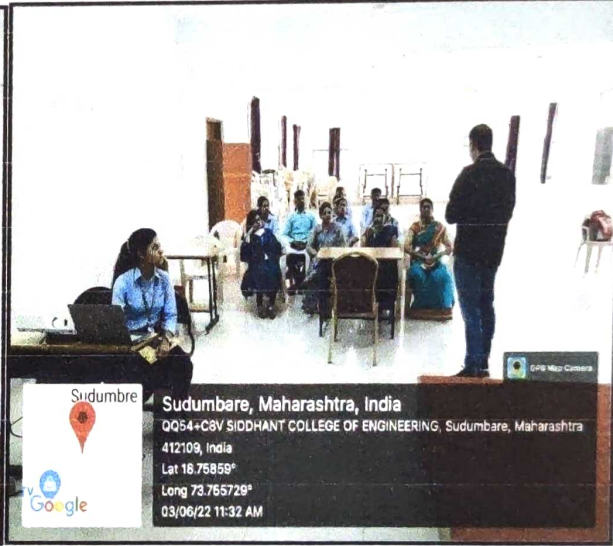 GPS Map Camera
Sudumbre
Google
Sudumbare, Maharashtra, India
QQ54+C8V SIDDHANT COLLEGE OF ENGINEERING, Sudumbare, Maharashtra
412109, India
Lat 18.75859°
Long 73.755729°
03/06/22 11:32 AM